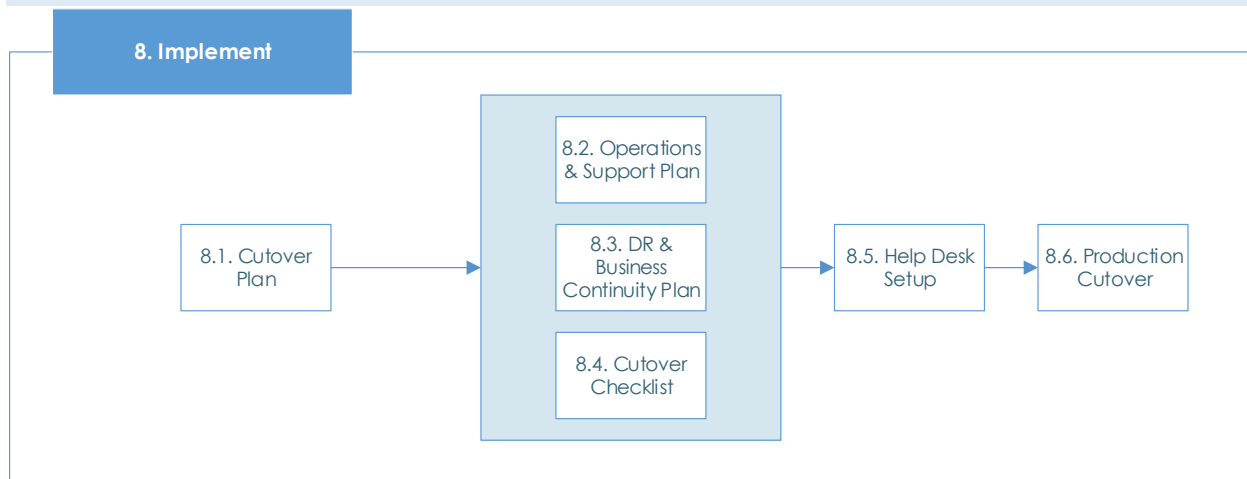 8. Implement
8.1. Cutover
Plan
8.2. Operations
& Support Plan
8.3. DR &
Business
Continuity Plan
8.4. Cutover
Checklist
8.5. Help Desk
Setup
8.6. Production
Cutover